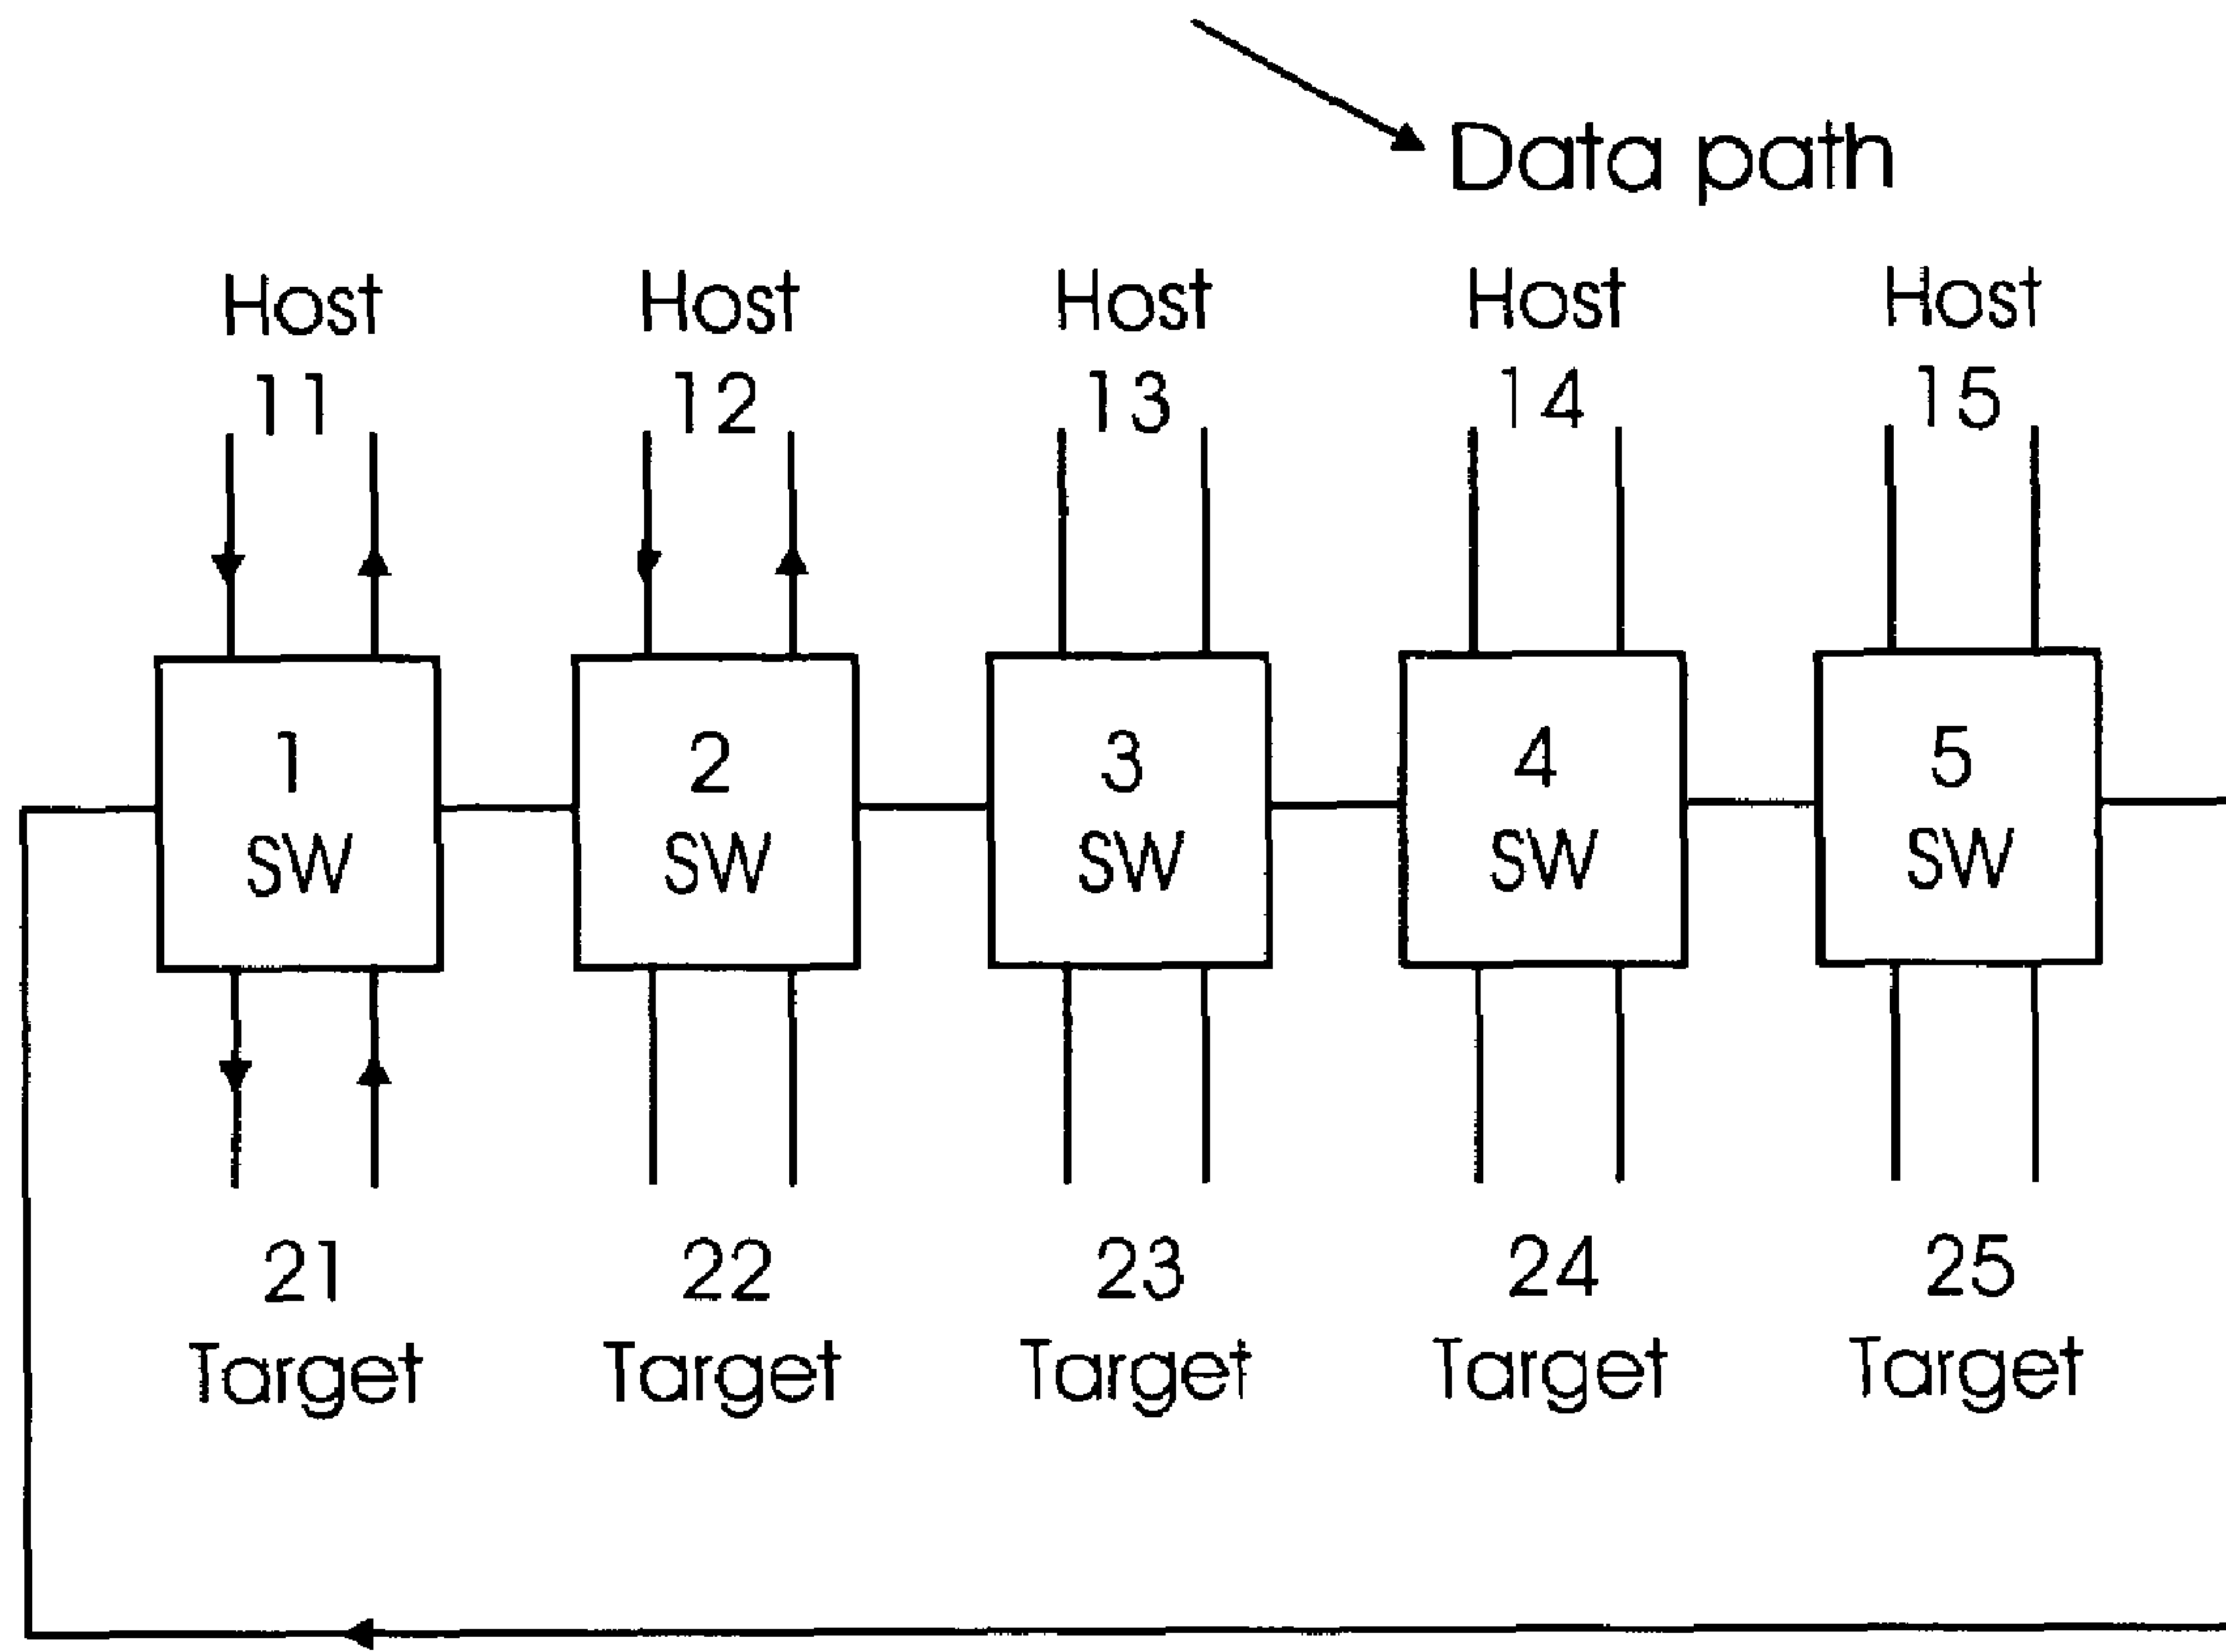 Data path
Host Host Host Host Host
11 12 13 14 15
1 2 3 4 5
SW SW SW SW SW
21 22 23 24 25
Target Target Target Target Target